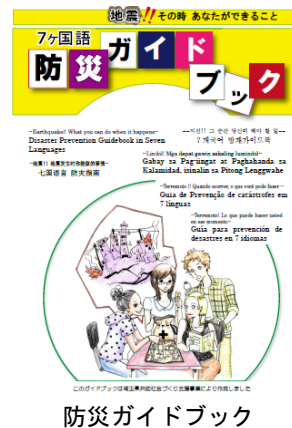 地震!! その時 あなたができること
7ヶ国語
防災ガイドブック
~Earthquake!! What you can do when it happens~
Disaster Prevention Guidebook in Seven
Languages
~지진!! 그 순간 당신이 해야 할 일~
7 개국어 방재가이드북
~地震!! 地震发生时你能做的事情~
七国语言 防灾指南
~Lindol! Mga dapat gawin sakaling lumindol~
Gabay sa Pag-iingat at Paghahanda sa
Kalamidad, isinalin sa Pitong Lenggwahe
~Terremoto !! Quando ocorrer, o que você pode fazer ~
Guia de Prevenção de catástrofes em
7 línguas
~Terremoto! Lo que puede hacer usted
en ese momento~
Guía para prevención de
desastres en 7 idiomas
このガイドブックは埼玉県共助社会づくり支援事業により作成しました
防災ガイドブック